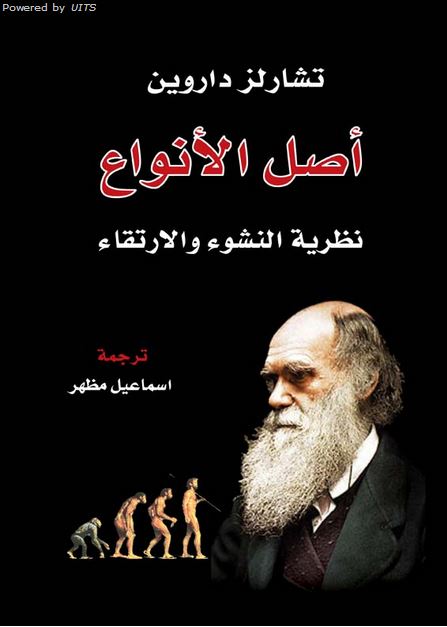 Powered by UITS
تشارلز داروين
أصل الأنواع
نظرية النشوء والارتقاء
ترجمة
اسماعيل مظهر